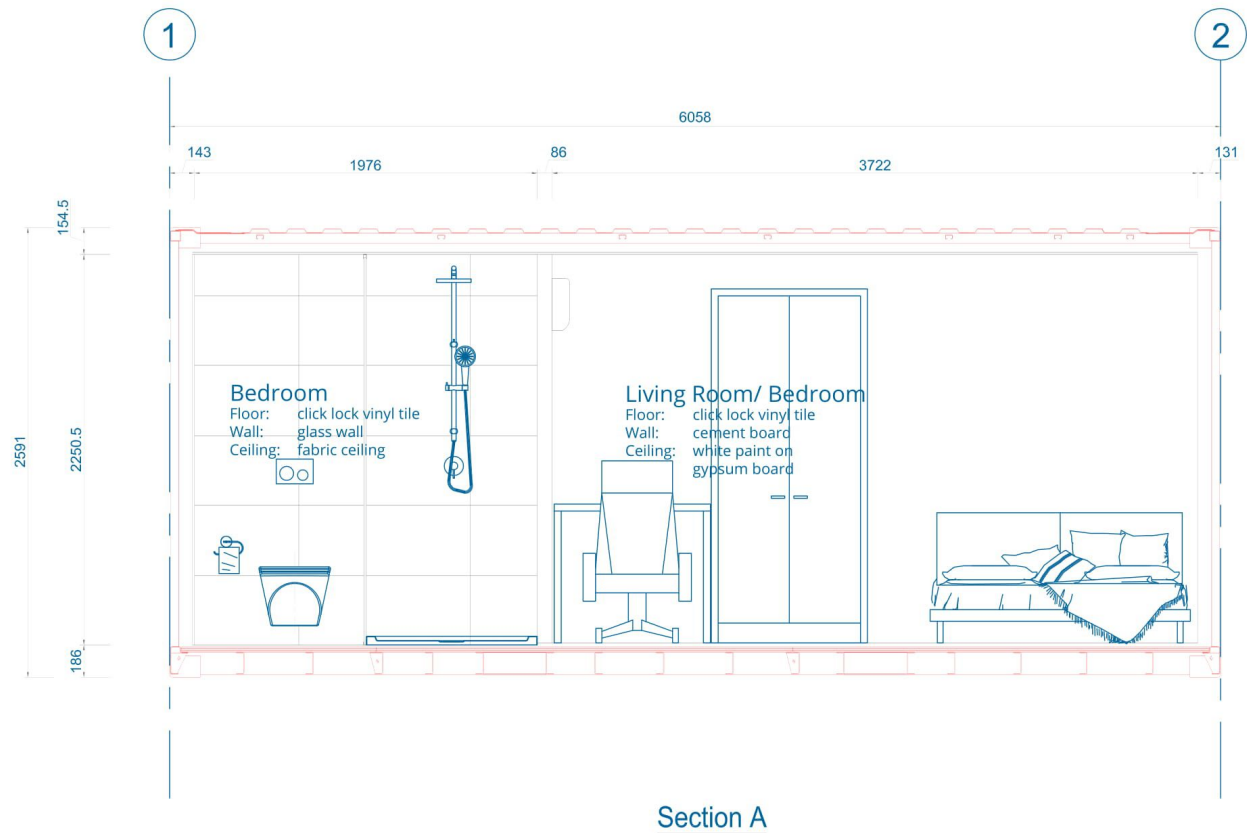 1
2
6058
143
1976
86
3722
131
154.5
2591
2250.5
186
Bedroom
Floor: click lock vinyl tile
Wall: glass wall
Ceiling: fabric ceiling
Living Room/ Bedroom
Floor: click lock vinyl tile
Wall: cement board
Ceiling: white paint on
gypsum board
Section A